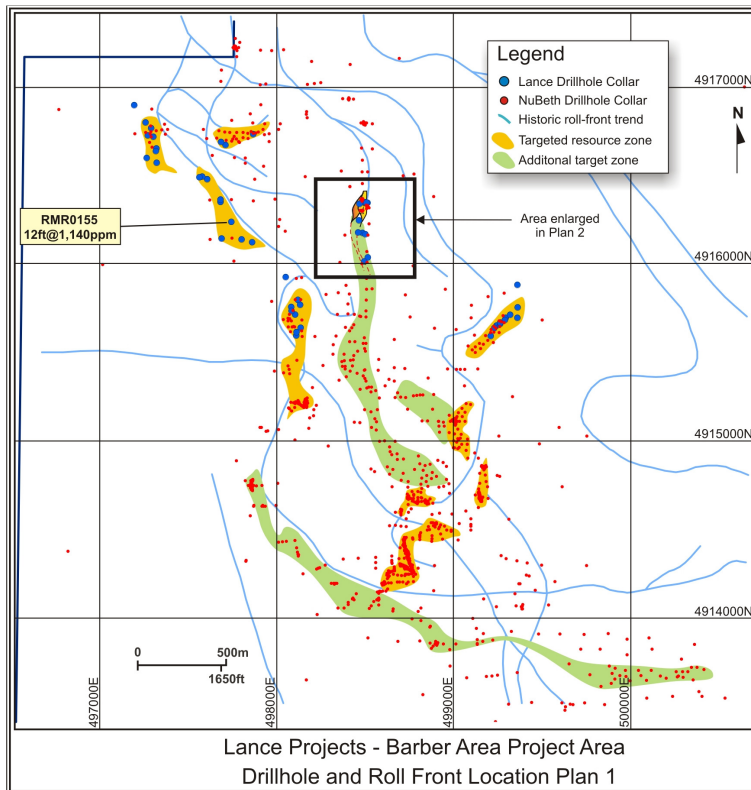 Legend
Lance Drillhole Collar
NuBeth Drillhole Collar
Historic roll-front trend
Targeted resource zone
Additonal target zone
4917000N
N
RMR0155
12ft@1,140ppm
Area enlarged
in Plan 2
4916000N
4915000N
4914000N
0 500m
1650ft
497000E
498000E
499000E
500000E
Lance Projects - Barber Area Project Area
Drillhole and Roll Front Location Plan 1